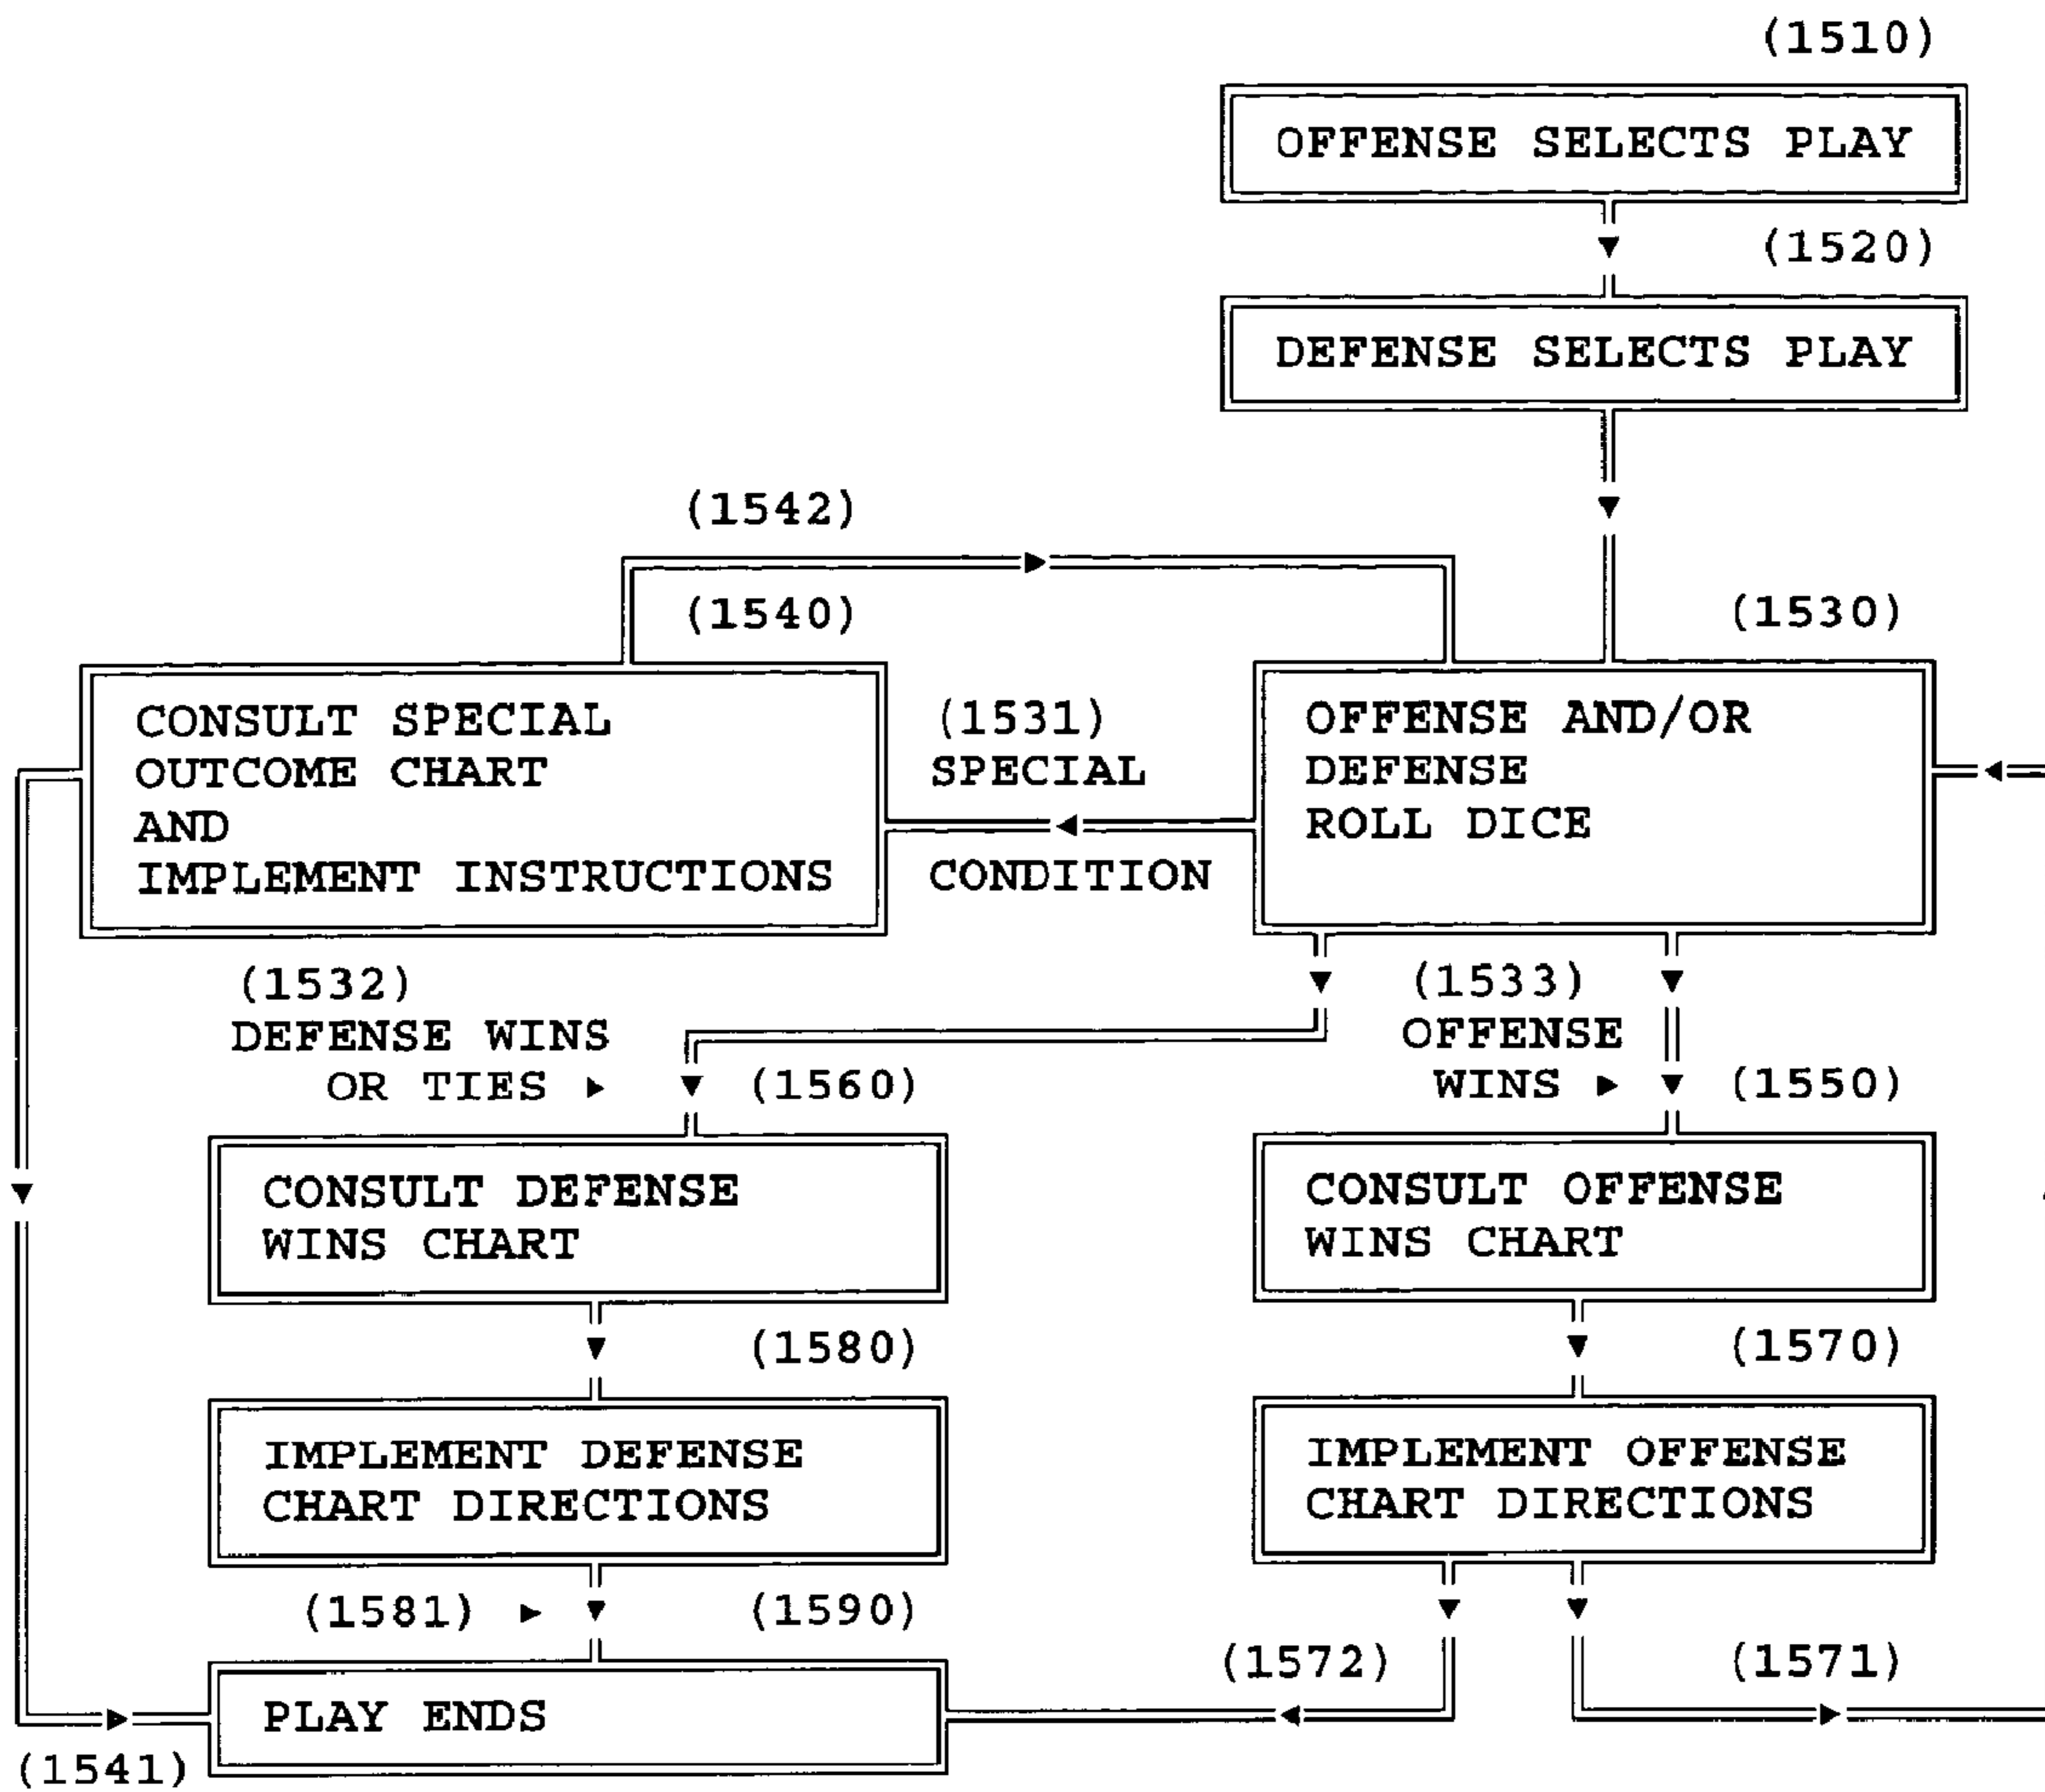 (1510)
OFFENSE SELECTS PLAY
(1520)
DEFENSE SELECTS PLAY
(1542)
(1540)
(1530)
CONSULT SPECIAL
OUTCOME CHART
AND
IMPLEMENT INSTRUCTIONS
(1531)
SPECIAL
CONDITION
OFFENSE AND/OR
DEFENSE
ROLL DICE
(1532)
DEFENSE WINS
OR TIES
(1560)
(1533)
OFFENSE
WINS
(1550)
CONSULT DEFENSE
WINS CHART
CONSULT OFFENSE
WINS CHART
(1580)
(1570)
IMPLEMENT DEFENSE
CHART DIRECTIONS
IMPLEMENT OFFENSE
CHART DIRECTIONS
(1581)
(1590)
(1572)
(1571)
PLAY ENDS
(1541)